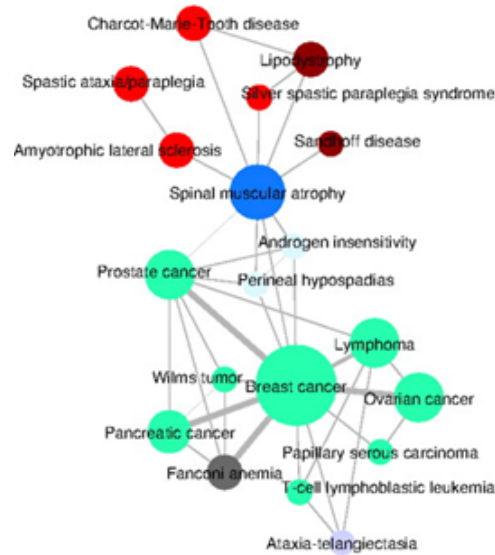 Charcot-Marie-Tooth disease
Lipodystrophy
Spastic ataxia/paraplegia
Silver spastic paraplegia syndrome
Sandhoff disease
Amyotrophic lateral sclerosis
Spinal muscular atrophy
Androgen insensitivity
Prostate cancer
Perineal hypospadias
Lymphoma
Wilms tumor
Breast cancer
Ovarian cancer
Pancreatic cancer
Papillary serous carcinoma
Fanconi anemia
T-cell lymphoblastic leukemia
Ataxia-telangiectasia